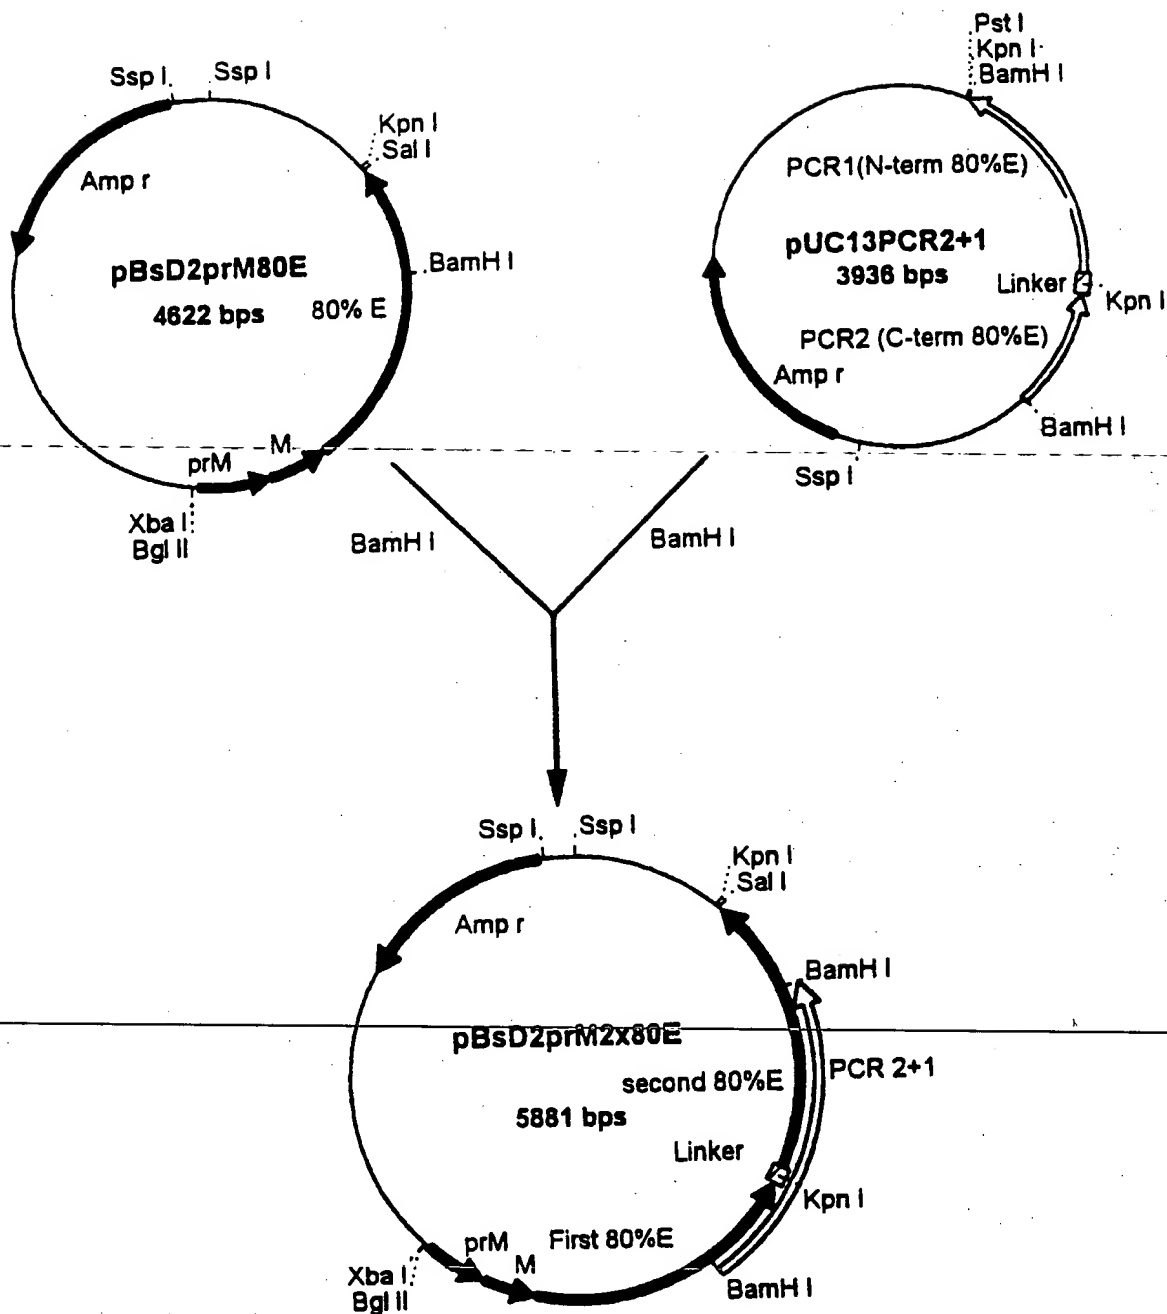 Ssp I
Ssp I
Kpn I
Sal I
Amp r
pBsD2prM80E
4622 bps
80% E
BamH I
prM
M
Xba I
Bgl II
Pst I
Kpn I
BamH I
PCR1(N-term 80%E)
pUC13PCR2+1
3936 bps
Linker
Kpn I
PCR2 (C-term 80%E)
Amp r
BamH I
Ssp I
BamH I
BamH I
Ssp I
Ssp I
Kpn I
Sal I
Amp r
BamH I
pBsD2prM2x80E
second 80%E
PCR 2+1
5881 bps
Linker
Kpn I
First 80%E
prM
M
Xba I
Bgl II
BamH I